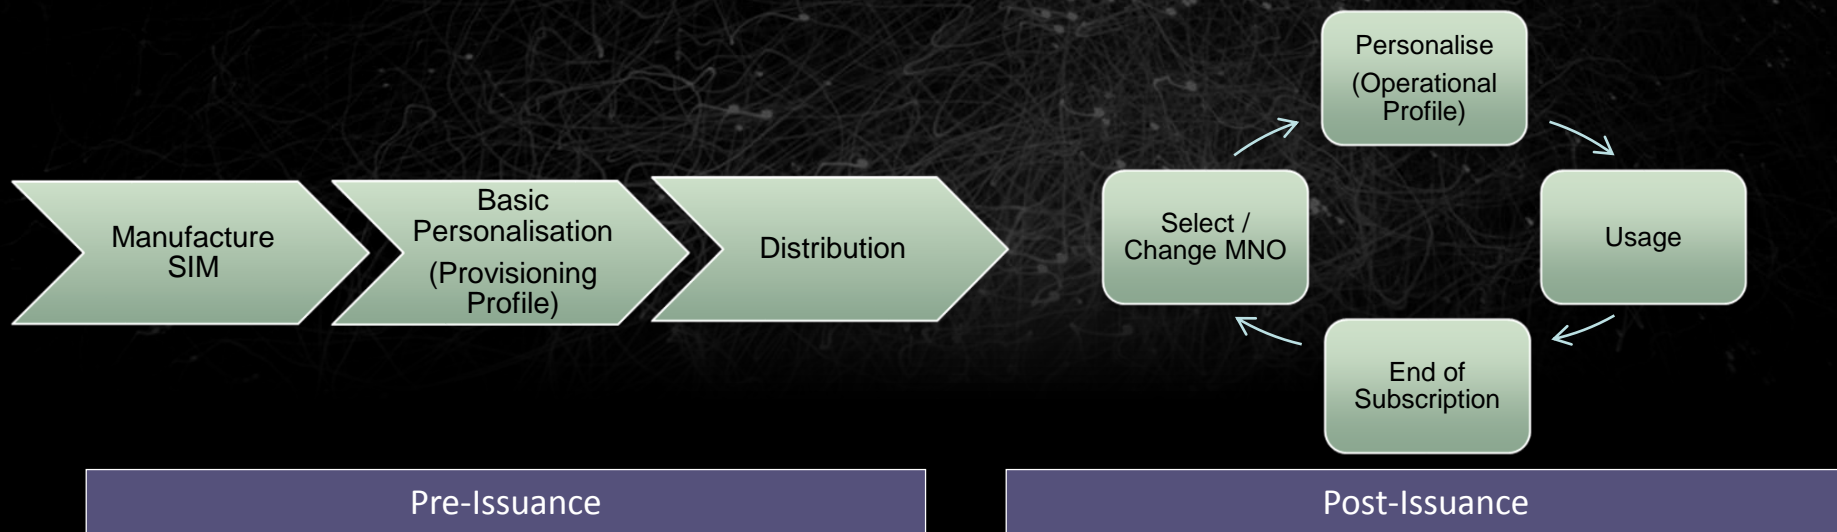 Manufacture
SIM
Basic
Personalisation
(Provisioning
Profile)
Distribution
Personalise
(Operational
Profile)
Select /
Change MNO
Usage
End of
Subscription
Pre-Issuance
Post-Issuance